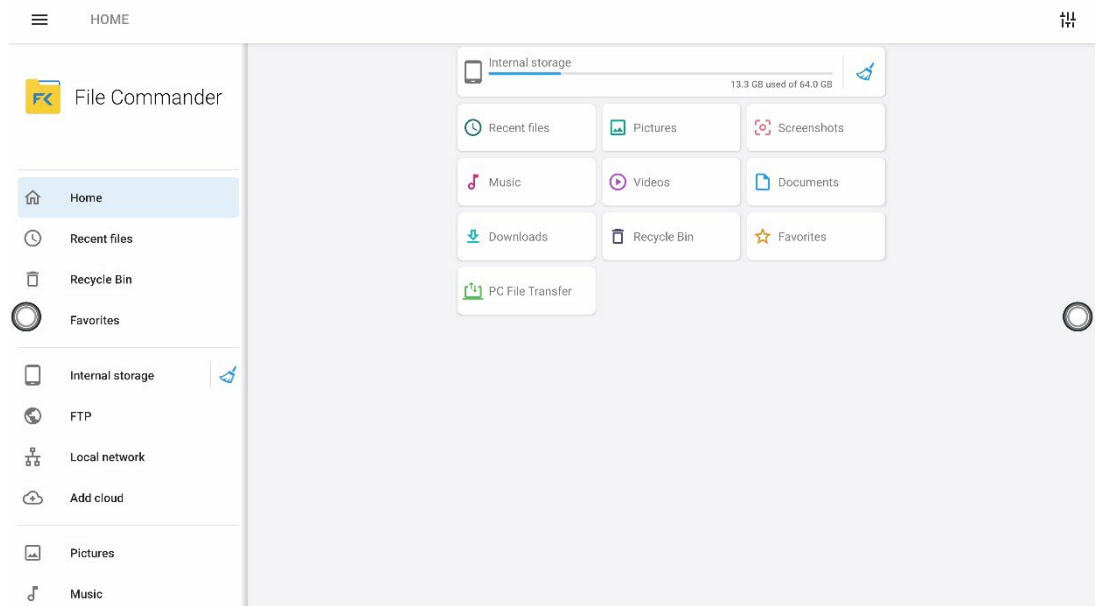 HOME
FK
File Commander
Home
Recent files
Recycle Bin
Favorites
Internal storage
FTP
Local network
Add cloud
Pictures
Music
Internal storage
13.3 GB used of 64.0 GB
Recent files
Pictures
Screenshots
Music
Videos
Documents
Downloads
Recycle Bin
Favorites
PC File Transfer